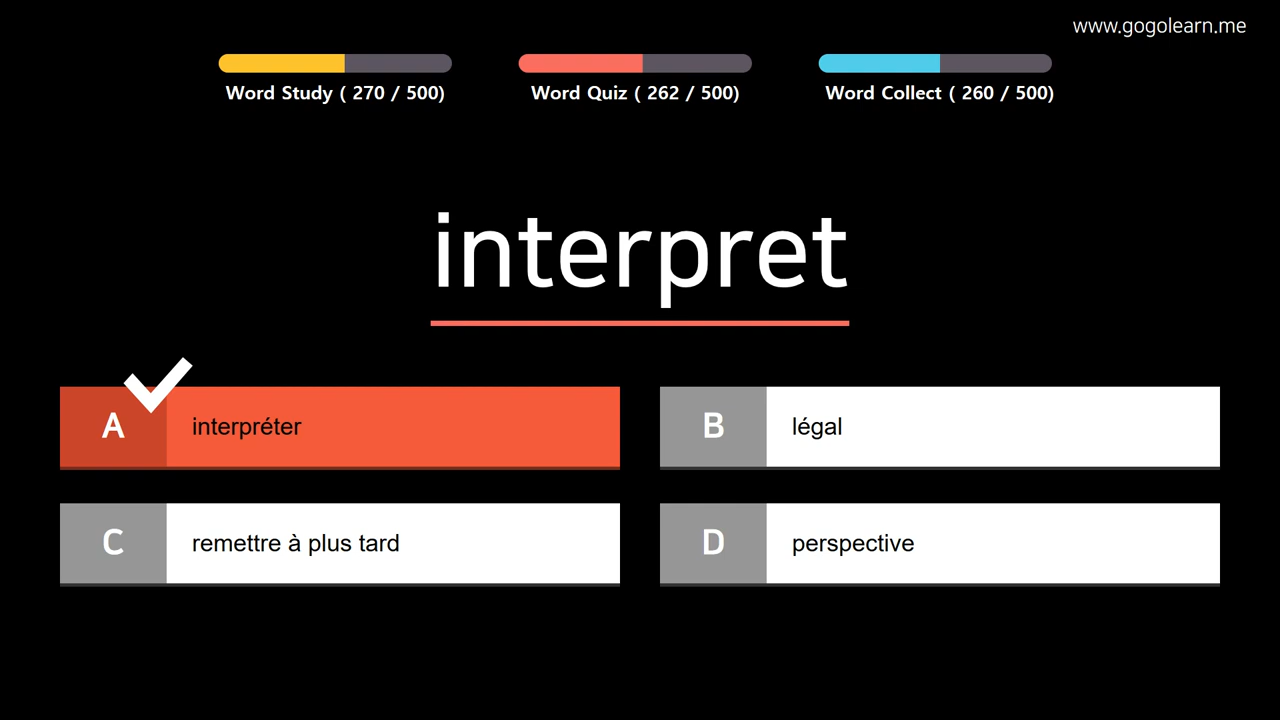 www.gogolearn.me
Word Study ( 270 / 500)
Word Quiz ( 262 / 500)
Word Collect ( 260 / 500)
interpret
A interpréter
B légal
C remettre à plus tard
D perspective